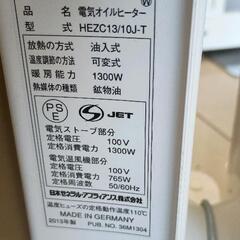 W
品名 電気オイルヒーター
HEZC13/10J-T
放熱の方式 油入式
温度調節の方法 可変式
暖房能力 1300W
熱媒体の種類 鉱物油
PSE JET
電気ストーブ部分
定格電圧 100V
定格消費電力 1300W
電気温風機部分
定格電圧 100V
定格消費電力 765W
定格周波数 50/60Hz
日本ゼネラル・アプライアンス株式会社
温度ヒューズの定格動作温度110℃
MADE IN GERMANY
2013年製 PUB. NO. 36M1304